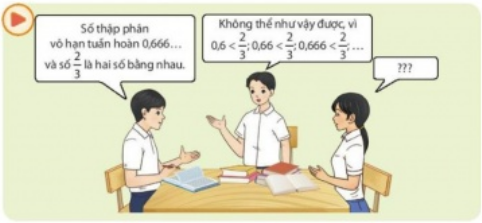 Số thập phân
vô hạn tuần hoàn 0,666…
và số 2/3 là hai số bằng nhau.
Không thể như vậy được, vì
0,6 < 2/3; 0,66 < 2/3; 0,666 < 2/3; …
???